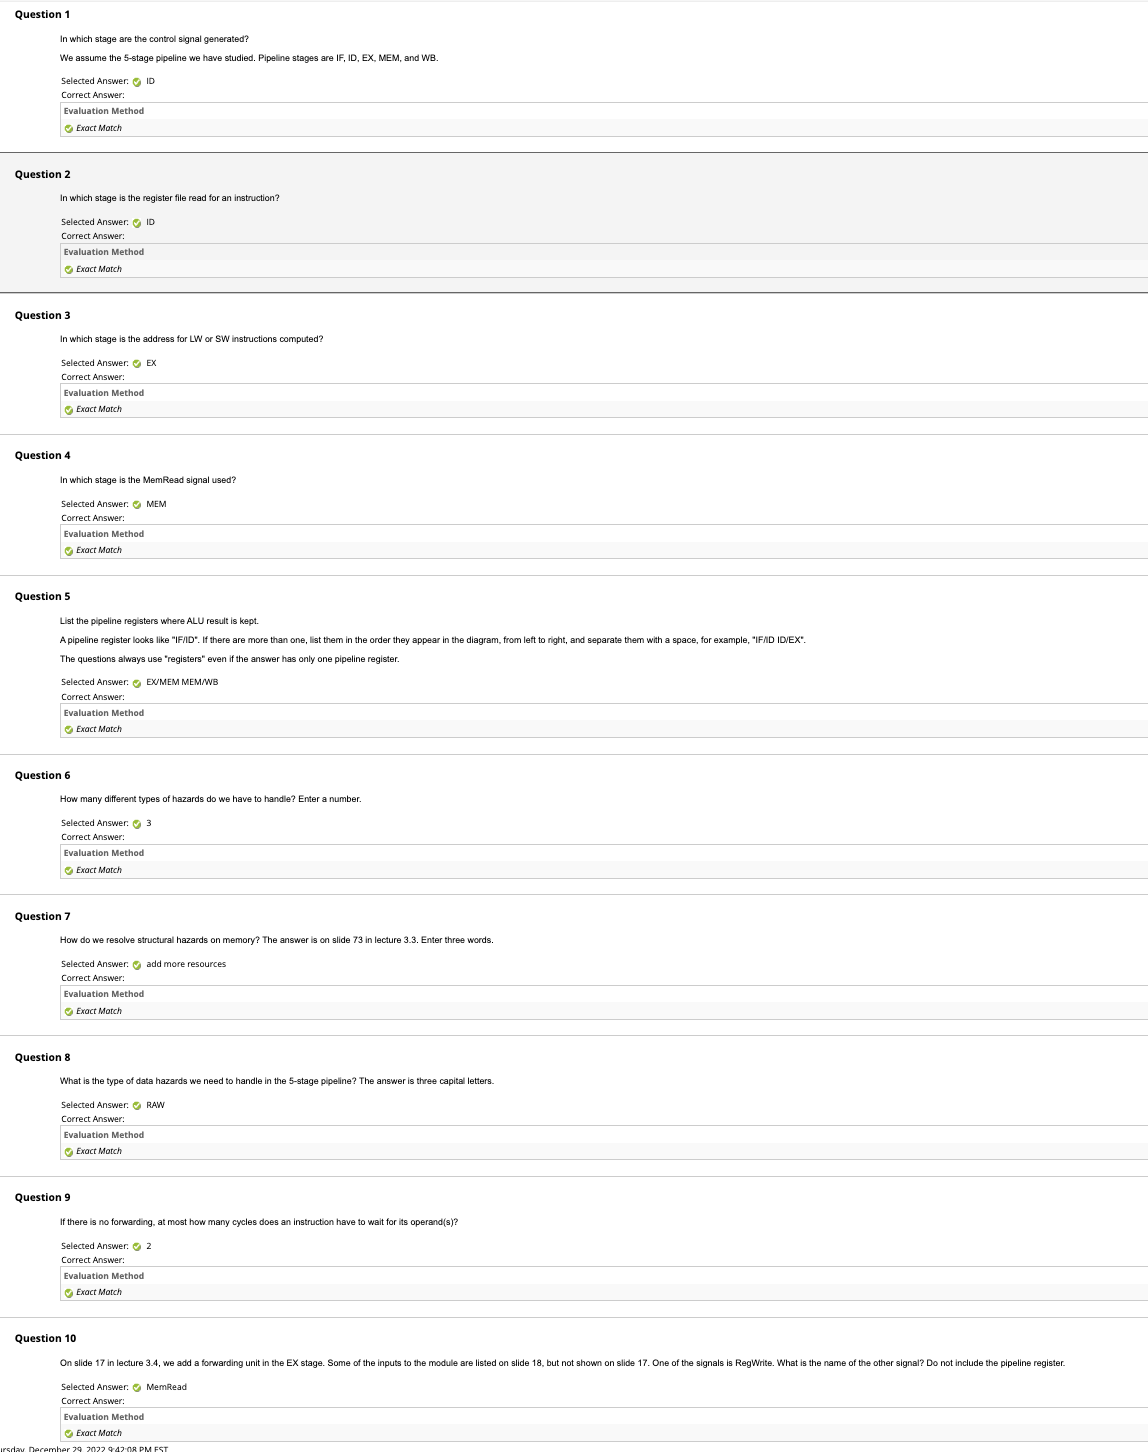 Question 1
In which stage are the control signal generated?
We assume the 5-stage pipeline we have studied. Pipeline stages are IF, ID, EX, MEM, and WB.
Selected Answer: ID
Correct Answer:
Evaluation Method
Exact Match
Question 2
In which stage is the register file read for an instruction?
Selected Answer: ID
Correct Answer:
Evaluation Method
Exact Match
Question 3
In which stage is the address for LW or SW instructions computed?
Selected Answer: EX
Correct Answer:
Evaluation Method
Exact Match
Question 4
In which stage is the MemRead signal used?
Selected Answer: MEM
Correct Answer:
Evaluation Method
Exact Match
Question 5
List the pipeline registers where ALU result is kept.
A pipeline register looks like "IF/ID". If there are more than one, list them in the order they appear in the diagram, from left to right, and separate them with a space, for example, "IF/ID ID/EX".
The questions always use "registers" even if the answer has only one pipeline register.
Selected Answer: EX/MEM MEM/WB
Correct Answer:
Evaluation Method
Exact Match
Question 6
How many different types of hazards do we have to handle? Enter a number.
Selected Answer: 3
Correct Answer:
Evaluation Method
Exact Match
Question 7
How do we resolve structural hazards on memory? The answer is on slide 73 in lecture 3.3. Enter three words.
Selected Answer: add more resources
Correct Answer:
Evaluation Method
Exact Match
Question 8
What is the type of data hazards we need to handle in the 5-stage pipeline? The answer is three capital letters.
Selected Answer: RAW
Correct Answer:
Evaluation Method
Exact Match
Question 9
If there is no forwarding, at most how many cycles does an instruction have to wait for its operand(s)?
Selected Answer: 2
Correct Answer:
Evaluation Method
Exact Match
Question 10
On slide 17 in lecture 3.4, we add a forwarding unit in the EX stage. Some of the inputs to the module are listed on slide 18, but not shown on slide 17. One of the signals is RegWrite. What is the name of the other signal? Do not include the pipeline register.
Selected Answer: MemRead
Correct Answer:
Evaluation Method
Exact Match
ursday, December 29, 2022 9:42:08 PM EST